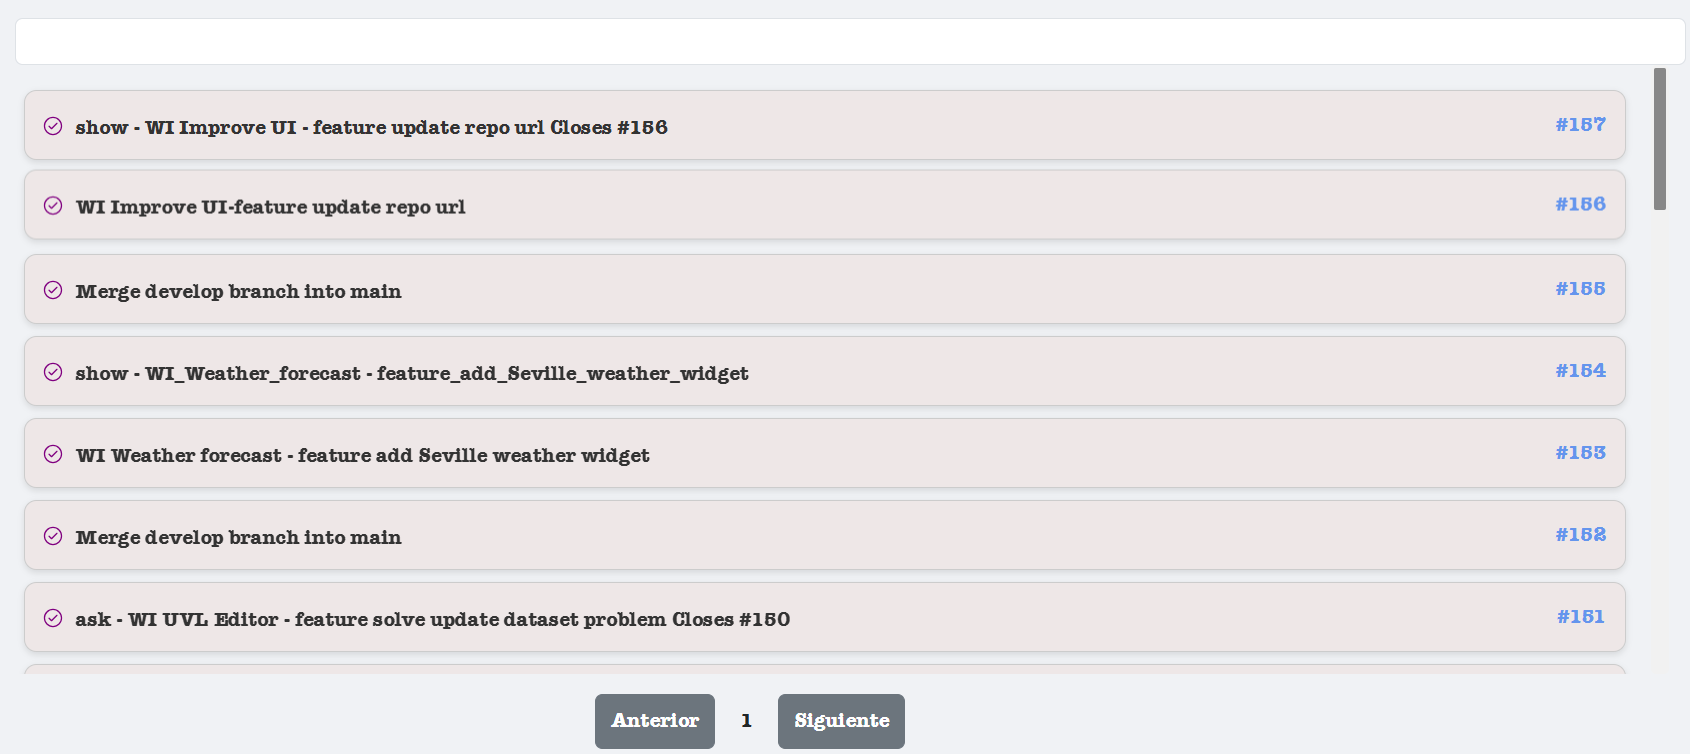 show - WI Improve UI - feature update repo url Closes #156 #157
WI Improve UI-feature update repo url #156
Merge develop branch into main #155
show - WI_Weather_forecast - feature_add_Seville_weather_widget #154
WI Weather forecast - feature add Seville weather widget #153
Merge develop branch into main #152
ask - WI UVL Editor - feature solve update dataset problem Closes #150 #151
Anterior 1 Siguiente